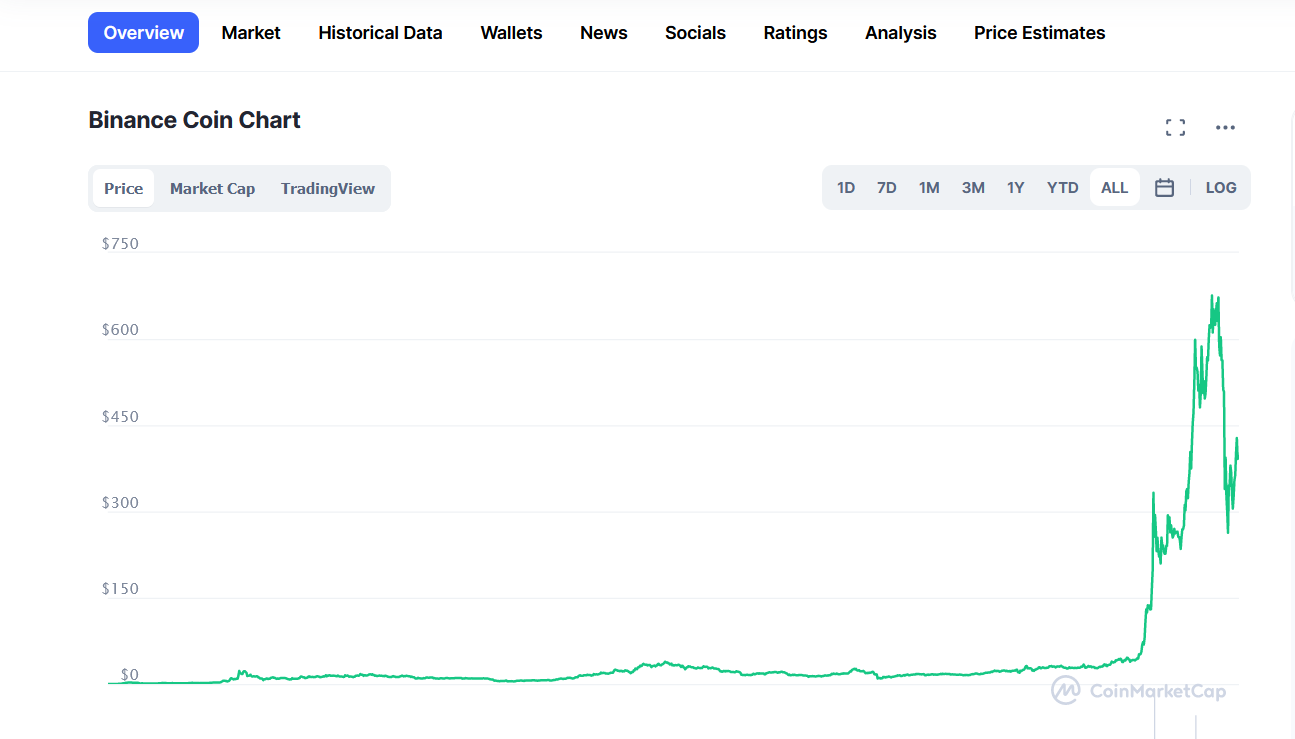 Overview Market Historical Data Wallets News Socials Ratings Analysis Price Estimates
Binance Coin Chart
Price Market Cap TradingView 1D 7D 1M 3M 1Y YTD ALL LOG
$750
$600
$450
$300
$150
$0
CoinMarketCap